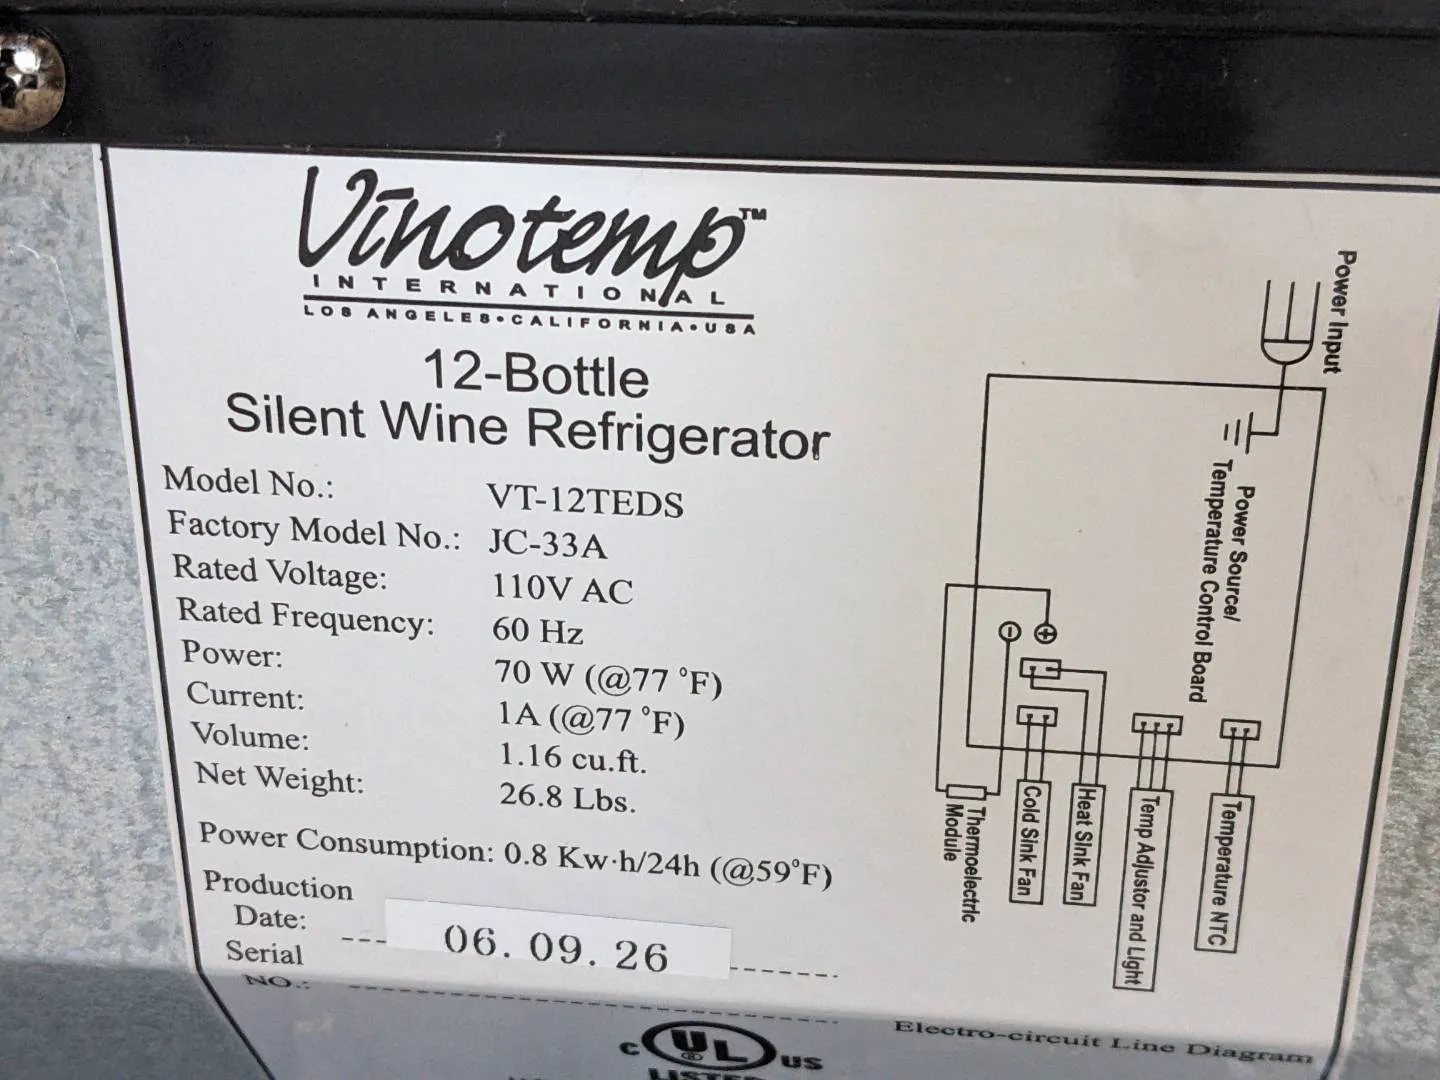 Vinotemp™
INTERNATIONAL
LOS ANGELES•CALIFORNIA•USA
12-Bottle
Silent Wine Refrigerator
Model No.: VT-12TEDS
Factory Model No.: JC-33A
Rated Voltage: 110V AC
Rated Frequency: 60 Hz
Power: 70 W (@77 °F)
Current: 1A (@77 °F)
Volume: 1.16 cu.ft.
Net Weight: 26.8 Lbs.
Power Consumption: 0.8 Kw·h/24h (@59°F)
Production
Date: 06. 09. 26
Serial
NO.:
C UL ® US
LISTED
Power Input
Power Source/
Temperature Control Board
+
−
Thermoelectric
Module
Cold Sink Fan
Heat Sink Fan
Temp Adjustor and Light
Temperature NTC
Electro-circuit Line Diagram